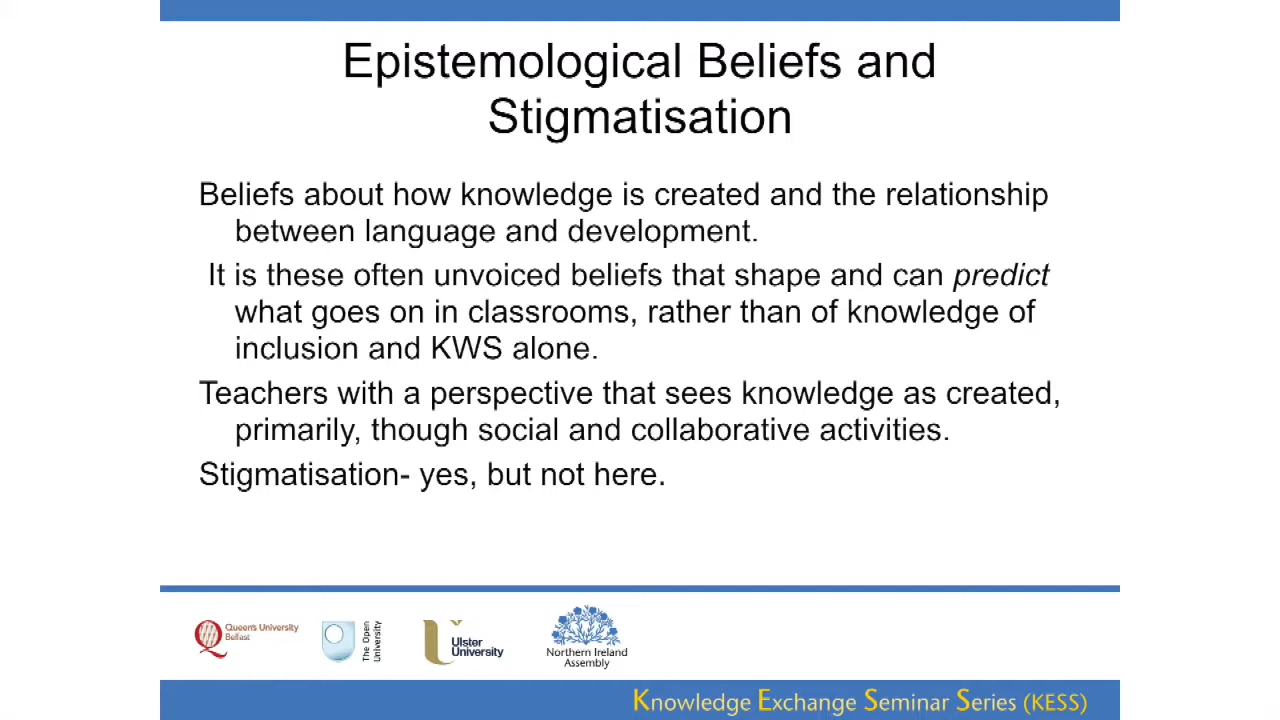 Epistemological Beliefs and
Stigmatisation
Beliefs about how knowledge is created and the relationship
between language and development.
It is these often unvoiced beliefs that shape and can predict
what goes on in classrooms, rather than of knowledge of
inclusion and KWS alone.
Teachers with a perspective that sees knowledge as created,
primarily, though social and collaborative activities.
Stigmatisation- yes, but not here.
Queen's University
Belfast
The Open
University
Ulster
University
Northern Ireland
Assembly
Knowledge Exchange Seminar Series (KESS)